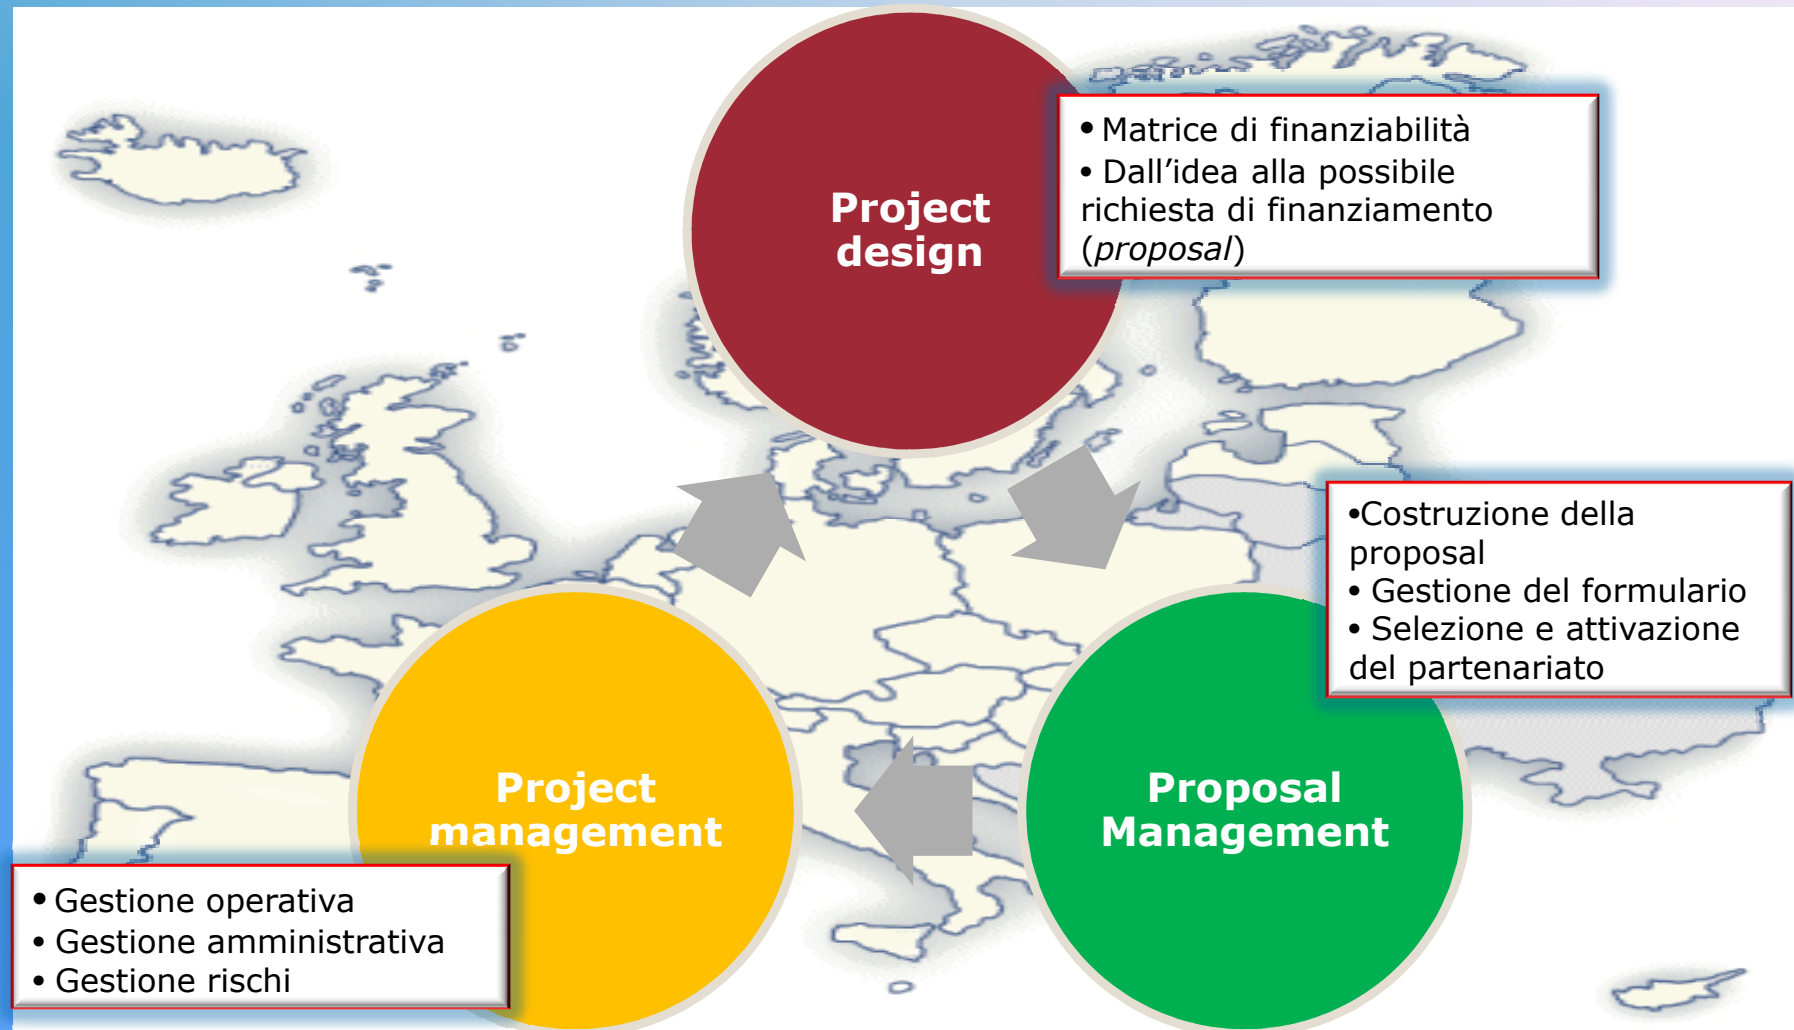 Project
design
• Matrice di finanziabilità
• Dall’idea alla possibile
richiesta di finanziamento
(proposal)
•Costruzione della
proposal
• Gestione del formulario
• Selezione e attivazione
del partenariato
Proposal
Management
Project
management
• Gestione operativa
• Gestione amministrativa
• Gestione rischi